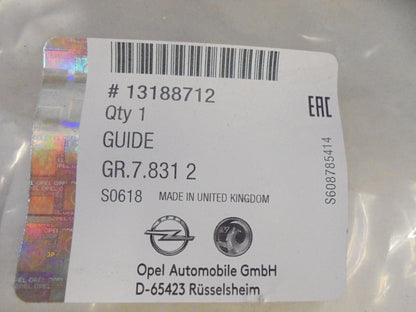 # 13188712
Qty 1
GUIDE
GR.7.831 2
S0618 MADE IN UNITED KINGDOM
EAC
S608785414
Opel Automobile GmbH
D-65423 Rüsselsheim